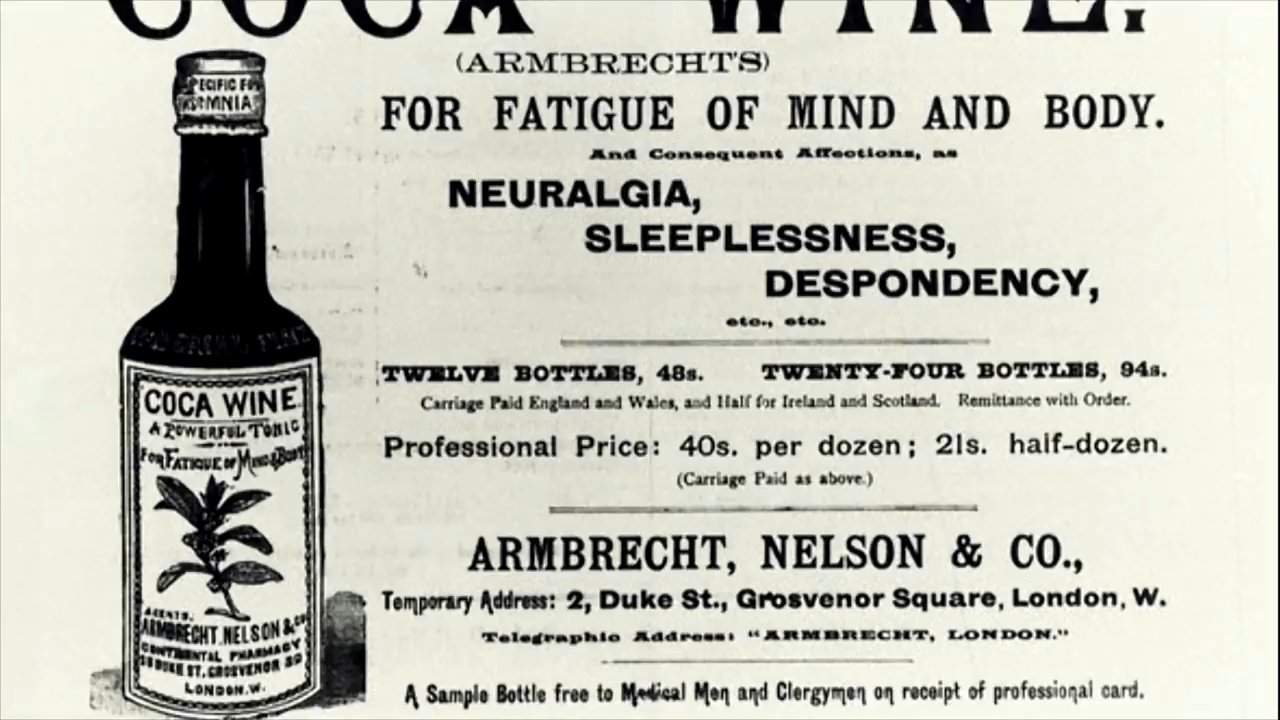 COCA WINE.
(ARMBRECHT'S)
FOR FATIGUE OF MIND AND BODY.
And Consequent Affections, as
NEURALGIA,
SLEEPLESSNESS,
DESPONDENCY,
etc., etc.
TWELVE BOTTLES, 48s. TWENTY-FOUR BOTTLES, 94s.
Carriage Paid England and Wales, and Half for Ireland and Scotland. Remittance with Order.
Professional Price: 40s. per dozen; 21s. half-dozen.
(Carriage Paid as above.)
ARMBRECHT, NELSON & CO.,
Temporary Address: 2, Duke St., Grosvenor Square, London, W.
Telegraphic Address: "ARMBRECHT, LONDON."
A Sample Bottle free to Medical Men and Clergymen on receipt of professional card.
SPECIFIC FOR
INSOMNIA
COCA WINE
A POWERFUL TONIC
FOR FATIGUE OF MIND & BODY
AGENTS.
ARMBRECHT, NELSON & CO
CONTINENTAL PHARMACY
DUKE ST. GROSVENOR SQ
LONDON. W.